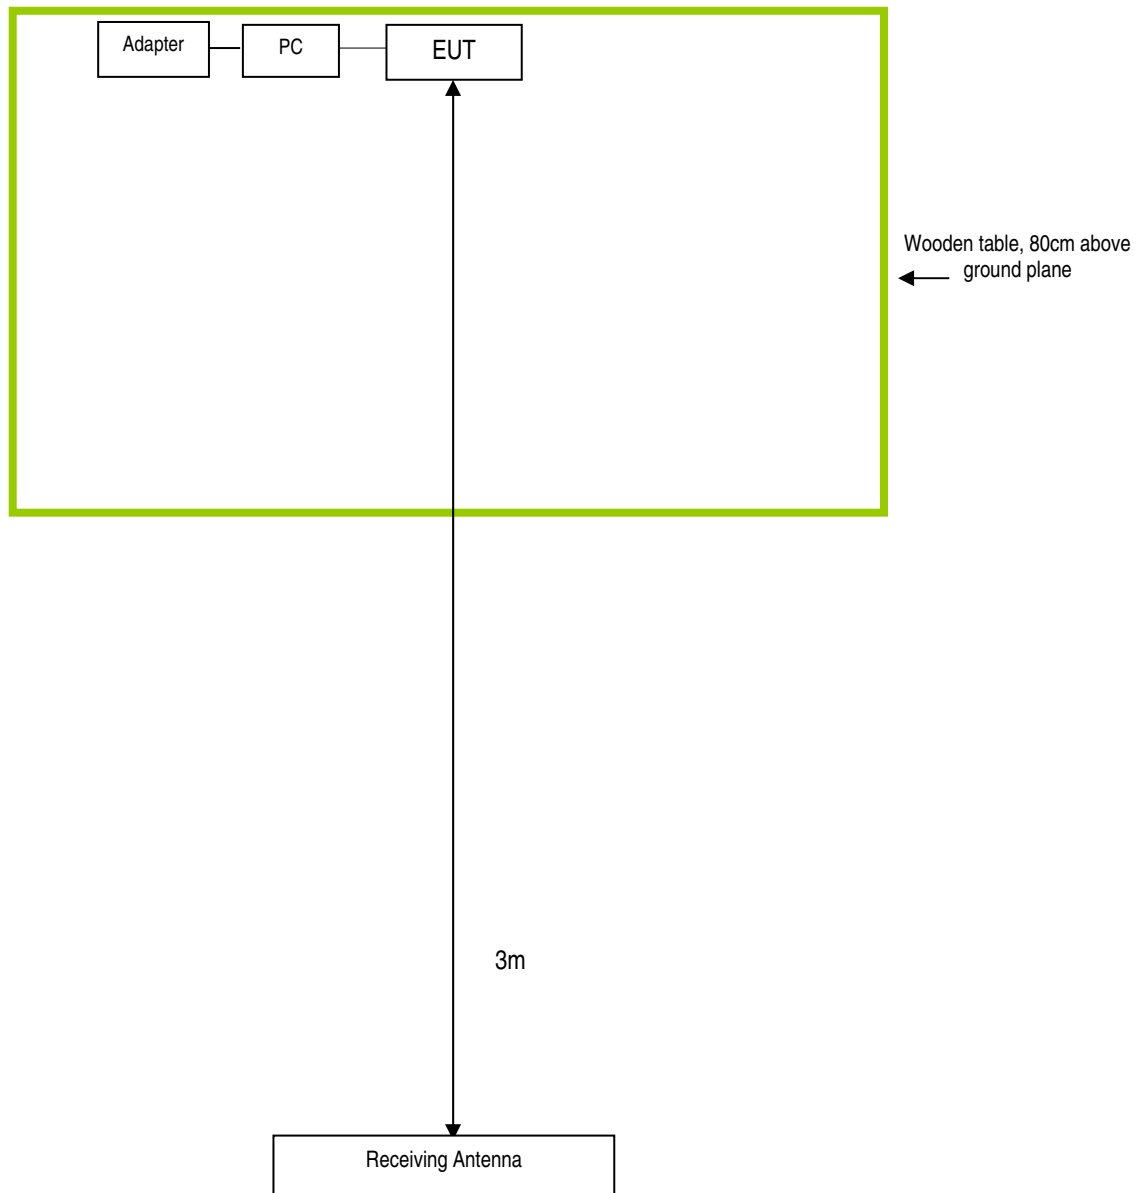 Adapter
PC
EUT
Wooden table, 80cm above
ground plane
3m
Receiving Antenna